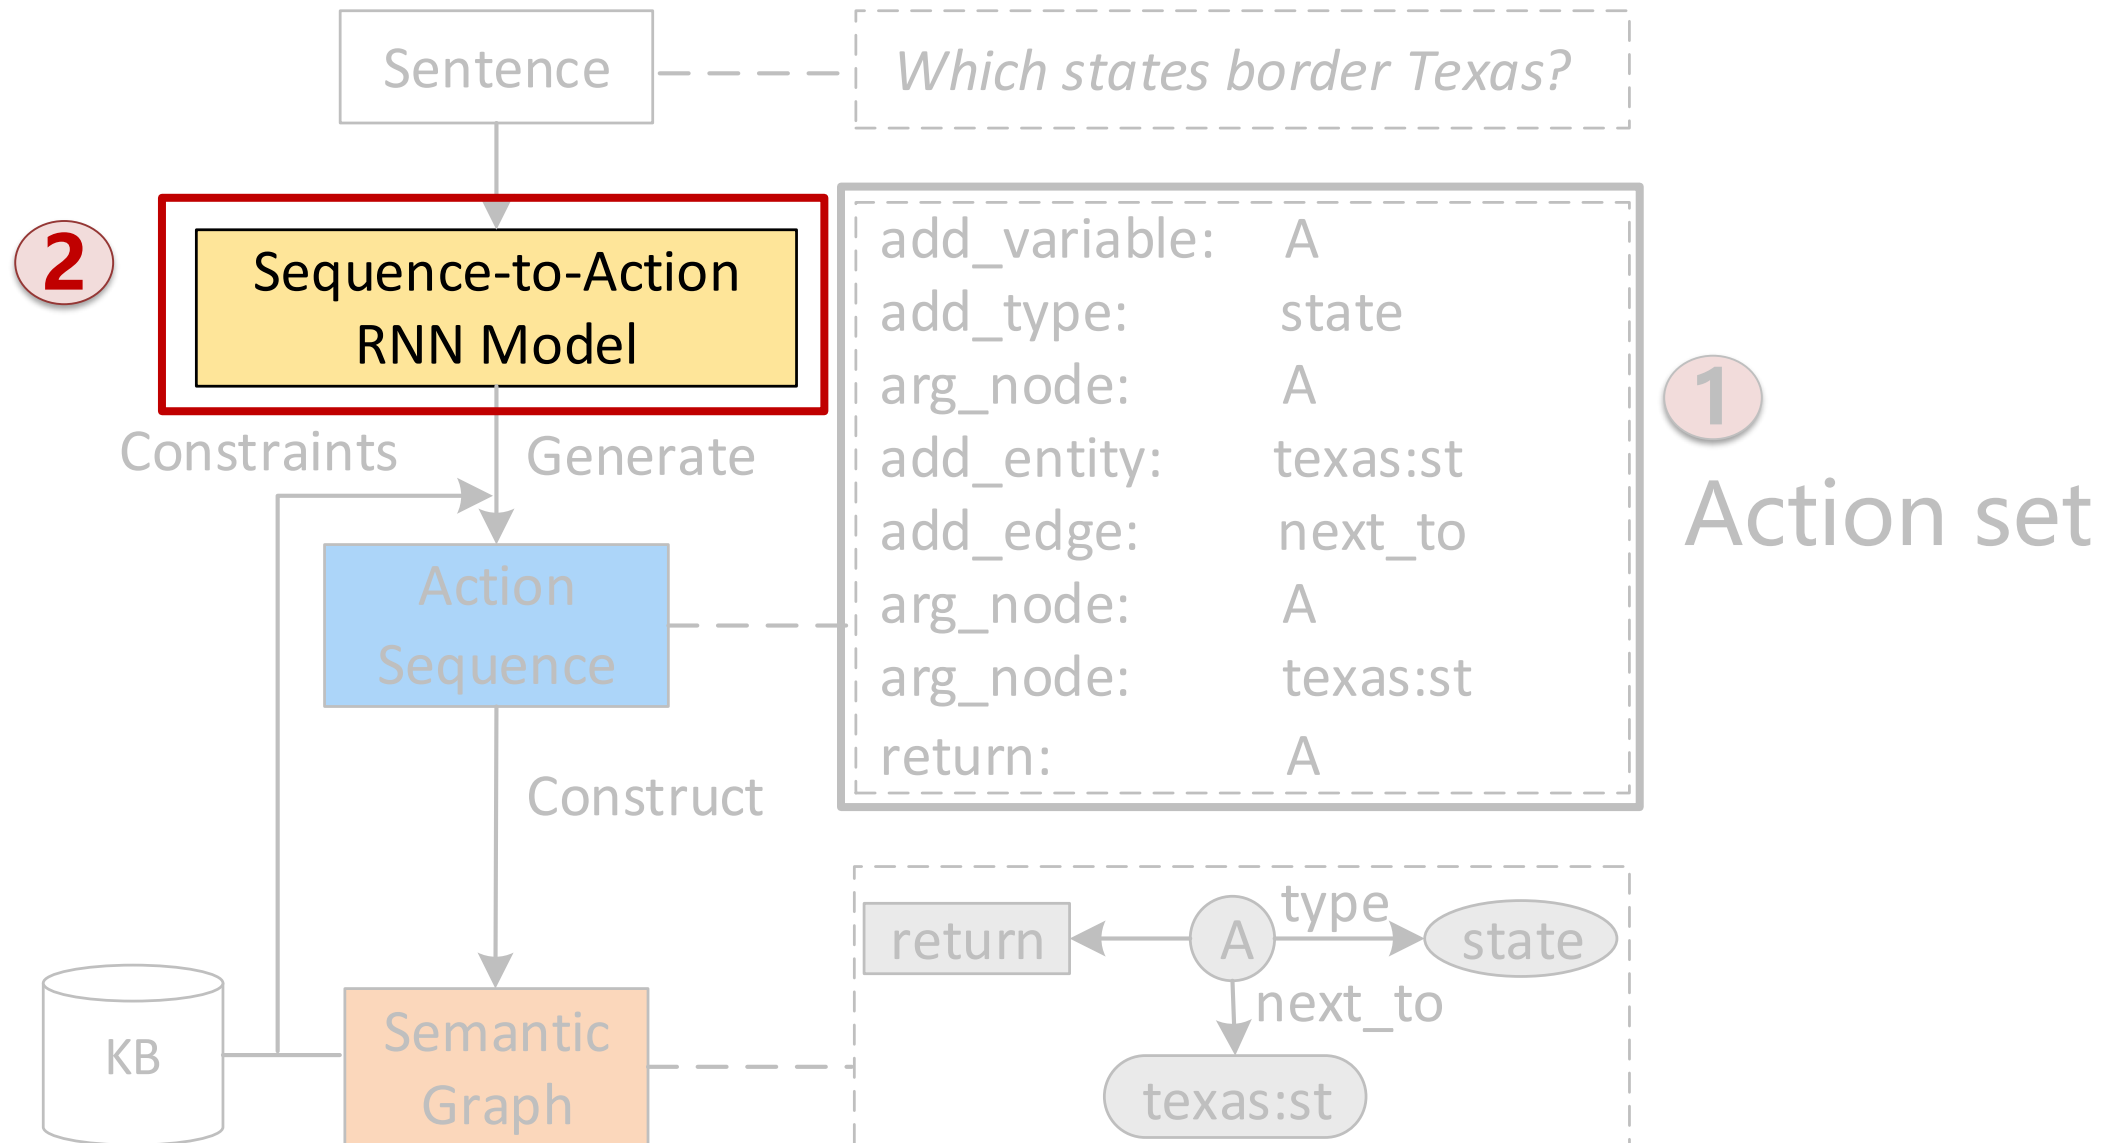 Sentence
Which states border Texas?
2
Sequence-to-Action
RNN Model
Constraints
Generate
Action
Sequence
Construct
add_variable: A
add_type: state
arg_node: A
add_entity: texas:st
add_edge: next_to
arg_node: A
arg_node: texas:st
return: A
1
Action set
KB
Semantic
Graph
return
A
type
state
next_to
texas:st